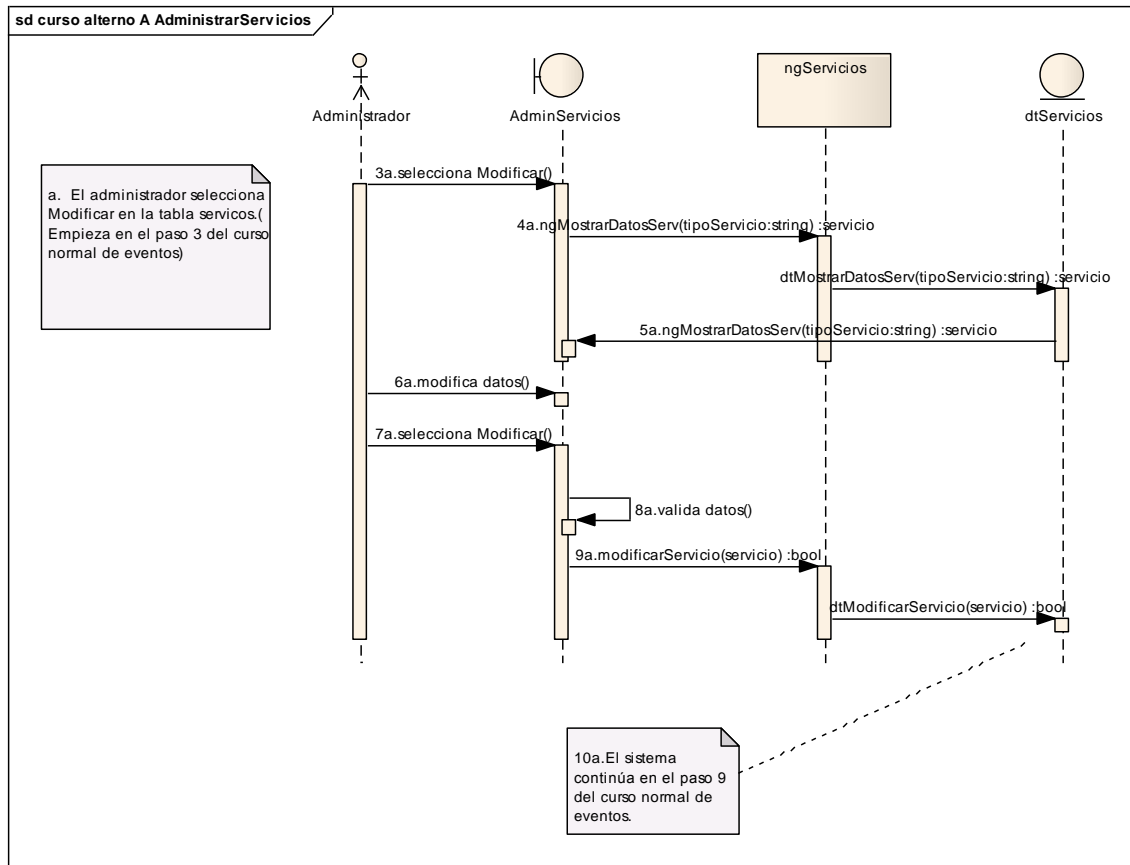 sd curso alterno A AdministrarServicios
Administrador
AdminServicios
ngServicios
dtServicios
a. El administrador selecciona
Modificar en la tabla servicos.(
Empieza en el paso 3 del curso
normal de eventos)
3a.selecciona Modificar()
4a.ngMostrarDatosServ(tipoServicio:string) :servicio
dtMostrarDatosServ(tipoServicio:string) :servicio
5a.ngMostrarDatosServ(tipoServicio:string) :servicio
6a.modifica datos()
7a.selecciona Modificar()
8a.valida datos()
9a.modificarServicio(servicio) :bool
dtModificarServicio(servicio) :bool
10a.El sistema
continúa en el paso 9
del curso normal de
eventos.